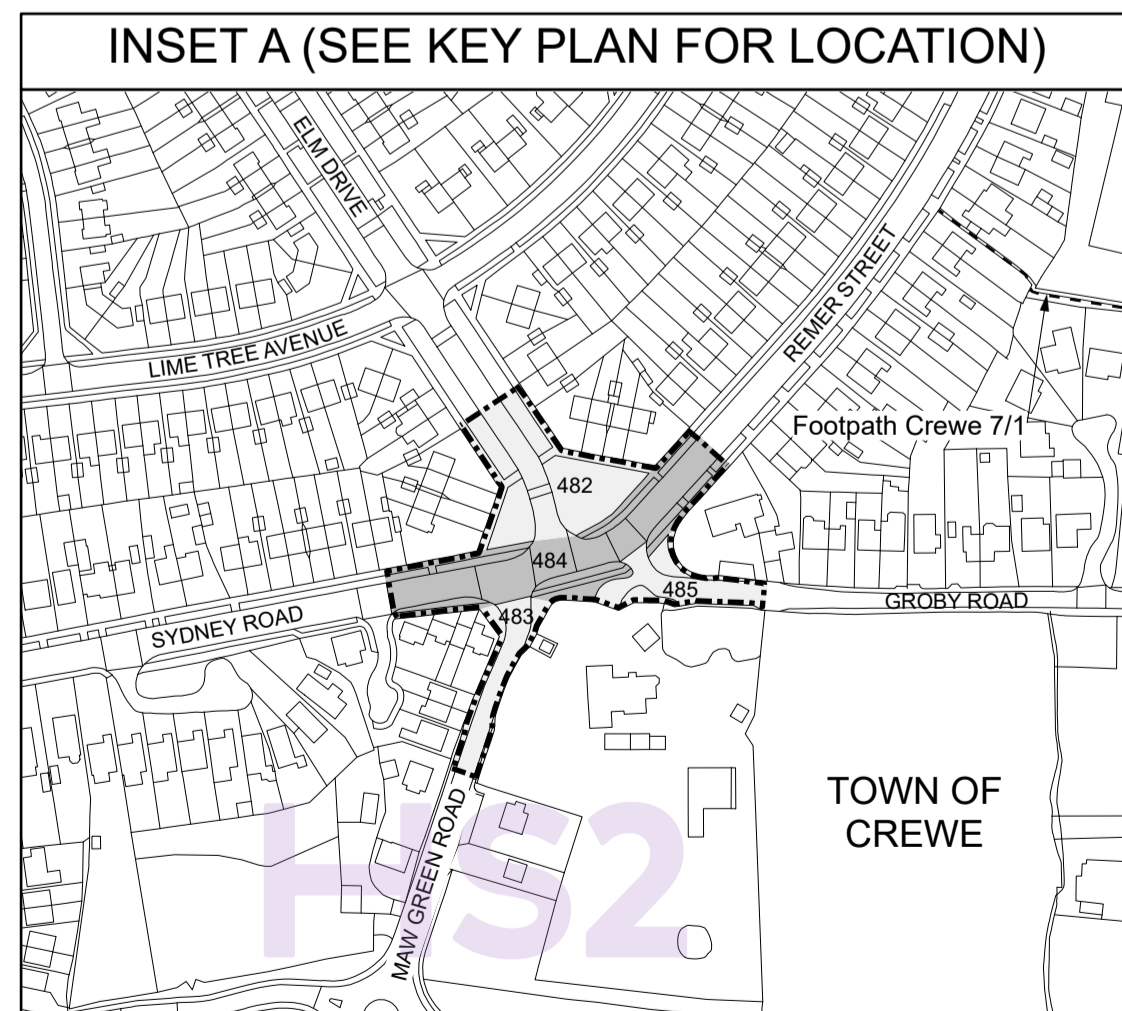 INSET A (SEE KEY PLAN FOR LOCATION)
ELM DRIVE
LIME TREE AVENUE
REMER STREET
Footpath Crewe 7/1
482
484
485
483
GROBY ROAD
SYDNEY ROAD
TOWN OF
CREWE
MAW GREEN ROAD
HS2